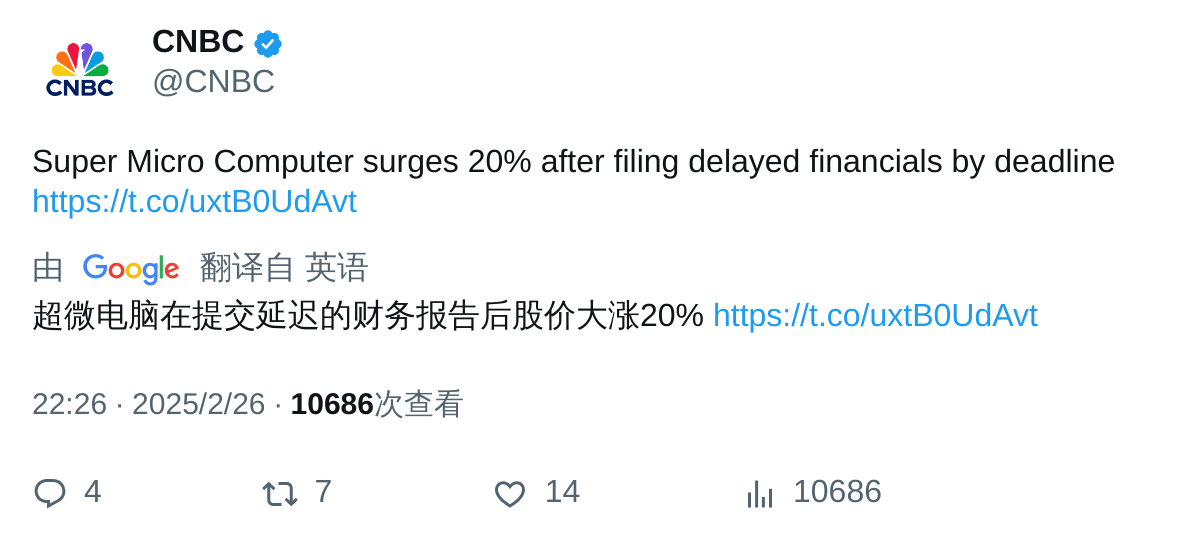 CNBC
CNBC
@CNBC
Super Micro Computer surges 20% after filing delayed financials by deadline
https://t.co/uxtB0UdAvt
由 Google 翻译自 英语
超微电脑在提交延迟的财务报告后股价大涨20% https://t.co/uxtB0UdAvt
22:26 · 2025/2/26 · 10686次查看
4 7 14 10686